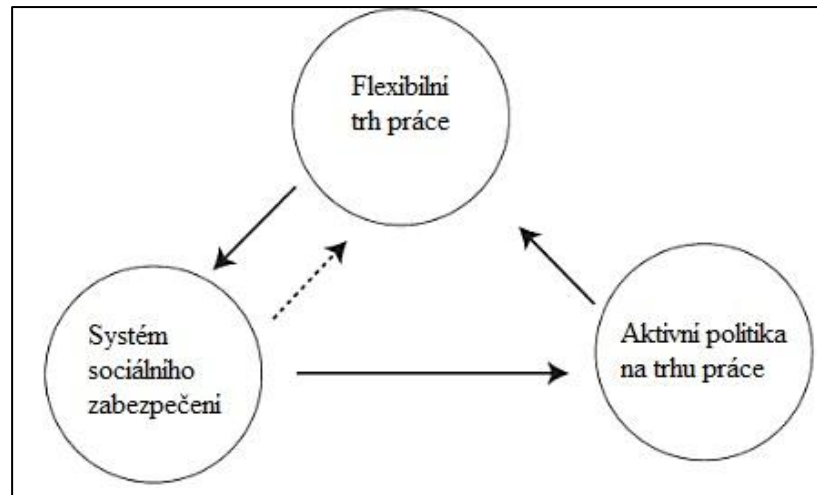 Flexibilní
trh práce
Systém
sociálního
zabezpečení
Aktivní politika
na trhu práce